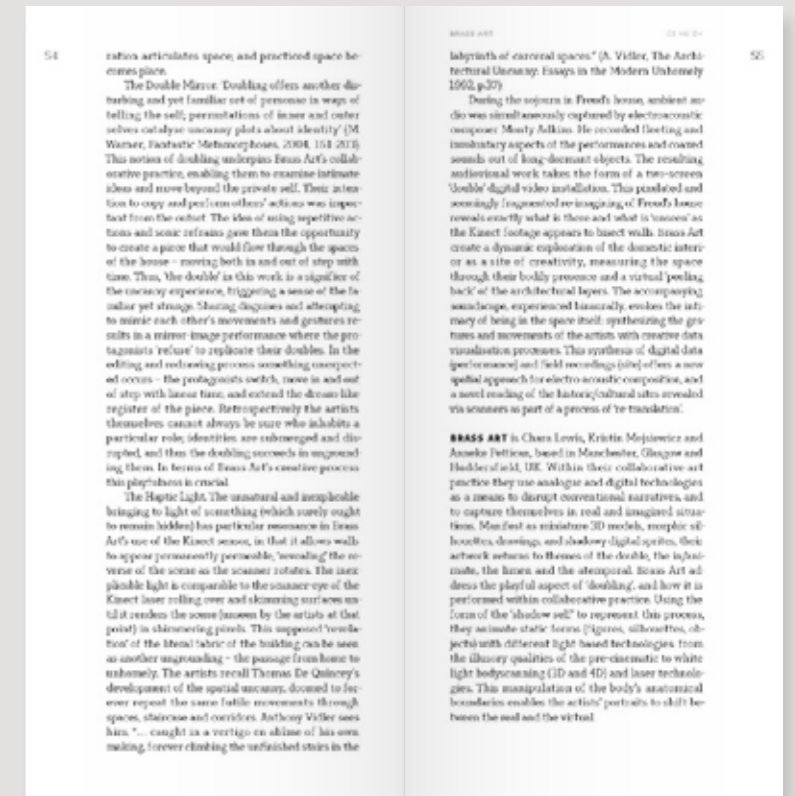 54
ration articulates space; and practiced space be-
comes place.
The Double Mirror. 'Doubling offers another dis-
turbing and yet familiar set of personae in ways of
telling the self; permutations of inner and outer
selves catalyse uncanny plots about identity' (M.
Warner, Fantastic Metamorphoses, 2004, 161-203).
This notion of doubling underpins Brass Art's collab-
orative practice, enabling them to examine intimate
ideas and move beyond the private self. Their inten-
tion to copy and perform others' actions was impor-
tant from the outset. The idea of using repetitive ac-
tions and sonic refrains gave them the opportunity
to create a piece that would flow through the spaces
of the house – moving both in and out of step with
time. Thus, 'the double' in this work is a signifier of
the uncanny experience, triggering a sense of the fa-
miliar yet strange. Sharing disguises and attempting
to mimic each other's movements and gestures re-
sults in a mirror-image performance where the pro-
tagonists 'refuse' to replicate their doubles. In the
editing and redrawing process something unexpect-
ed occurs – the protagonists switch, move in and out
of step with linear time, and extend the dream-like
register of the piece. Retrospectively the artists
themselves cannot always be sure who inhabits a
particular role; identities are submerged and dis-
rupted, and thus the doubling succeeds in unground-
ing them. In terms of Brass Art's creative process
this playfulness is crucial.
The Haptic Light. The unnatural and inexplicable
bringing to light of something (which surely ought
to remain hidden) has particular resonance in Brass
Art's use of the Kinect sensor, in that it allows walls
to appear permanently permeable, 'revealing' the re-
verse of the scene as the scanner rotates. The inex-
plicable light is comparable to the scanner-eye of the
Kinect laser rolling over and skimming surfaces un-
til it renders the scene (unseen by the artists at that
point) in shimmering pixels. This supposed 'revela-
tion' of the literal fabric of the building can be seen
as another ungrounding – the passage from home to
unhomely. The artists recall Thomas De Quincey's
development of the spatial uncanny, doomed to for-
ever repeat the same futile movements through
spaces, staircase and corridors. Anthony Vidler sees
him, "... caught in a vertigo en abîme of his own
making, forever climbing the unfinished stairs in the
BRASS ART
55
labyrinth of carceral spaces." (A. Vidler, The Archi-
tectural Uncanny: Essays in the Modern Unhomely
1992, p.37)
During the sojourn in Freud's house, ambient au-
dio was simultaneously captured by electroacoustic
composer Monty Adkins. He recorded fleeting and
involuntary aspects of the performances and coaxed
sounds out of long-dormant objects. The resulting
audiovisual work takes the form of a two-screen
'double' digital video installation. This pixelated and
seemingly fragmented re-imagining of Freud's house
reveals exactly what is there and what is 'unseen' as
the Kinect footage appears to bisect walls. Brass Art
create a dynamic exploration of the domestic interi-
or as a site of creativity, measuring the space
through their bodily presence and a virtual 'peeling
back' of the architectural layers. The accompanying
soundscape, experienced binaurally, evokes the inti-
macy of being in the space itself; synthesizing the ges-
tures and movements of the artists with creative data
visualisation processes. This synthesis of digital data
(performance) and field recordings (site) offers a new
spatial approach for electro-acoustic composition, and
a novel reading of the historic/cultural sites revealed
via scanners as part of a process of 're-translation'.
BRASS ART is Chara Lewis, Kristin Mojsiewicz and
Anneke Pettican, based in Manchester, Glasgow and
Huddersfield, UK. Within their collaborative art
practice they use analogue and digital technologies
as a means to disrupt conventional narratives, and
to capture themselves in real and imagined situa-
tions. Manifest as miniature 3D models, morphic sil-
houettes, drawings, and shadowy digital sprites, their
artwork returns to themes of the double, the in/ani-
mate, the limen and the atemporal. Brass Art ad-
dress the playful aspect of 'doubling', and how it is
performed within collaborative practice. Using the
form of the 'shadow self' to represent this process,
they animate static forms (figures, silhouettes, ob-
jects) with different light based technologies: from
the illusory qualities of the pre-cinematic to white
light bodyscanning (3D and 4D) and laser technolo-
gies. This manipulation of the body's anatomical
boundaries enables the artists' portraits to shift be-
tween the real and the virtual.